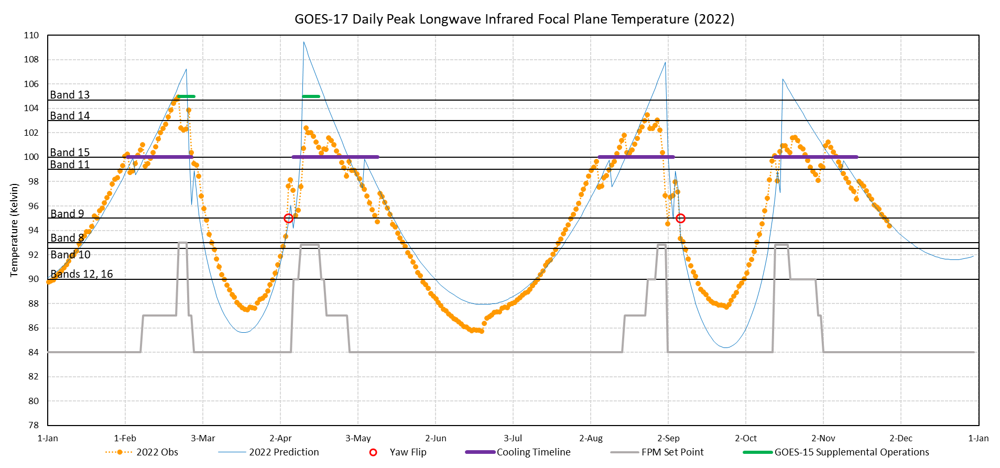 GOES-17 Daily Peak Longwave Infrared Focal Plane Temperature (2022)
Temperature (Kelvin)
110
108
106
104
102
100
98
96
94
92
90
88
86
84
82
80
78
Band 13
Band 14
Band 15
Band 11
Band 9
Band 8
Band 10
Bands 12, 16
1-Jan 1-Feb 3-Mar 2-Apr 3-May 2-Jun 3-Jul 2-Aug 2-Sep 2-Oct 2-Nov 2-Dec 1-Jan
2022 Obs 2022 Prediction Yaw Flip Cooling Timeline FPM Set Point GOES-15 Supplemental Operations